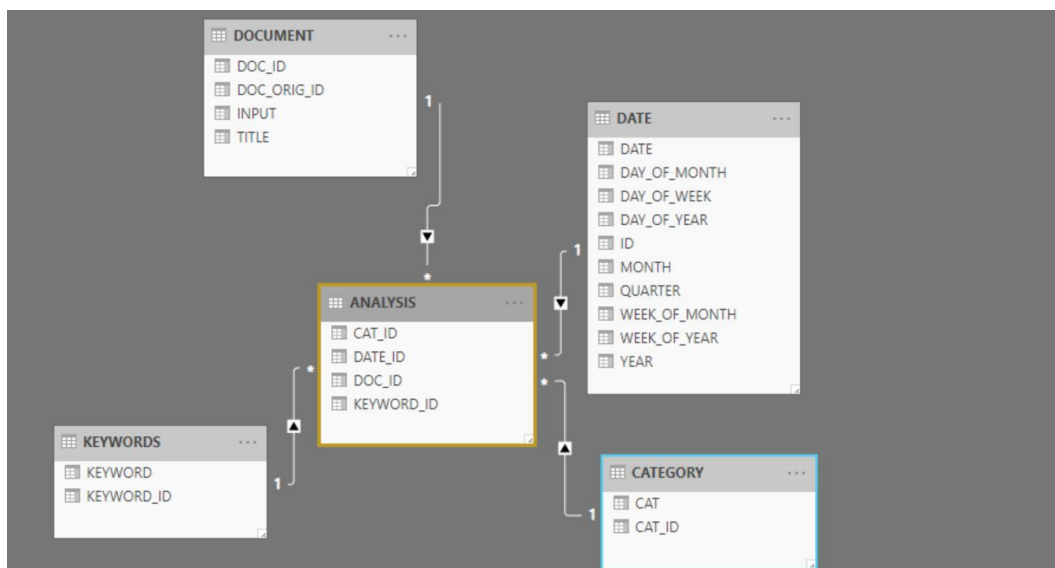 DOCUMENT ...
DOC_ID
DOC_ORIG_ID
INPUT
TITLE
1
*
DATE ...
DATE
DAY_OF_MONTH
DAY_OF_WEEK
DAY_OF_YEAR
ID
MONTH
QUARTER
WEEK_OF_MONTH
WEEK_OF_YEAR
YEAR
1
*
ANALYSIS ...
CAT_ID
DATE_ID
DOC_ID
KEYWORD_ID
*
*
KEYWORDS ...
KEYWORD
KEYWORD_ID
1
CATEGORY ...
CAT
CAT_ID
1